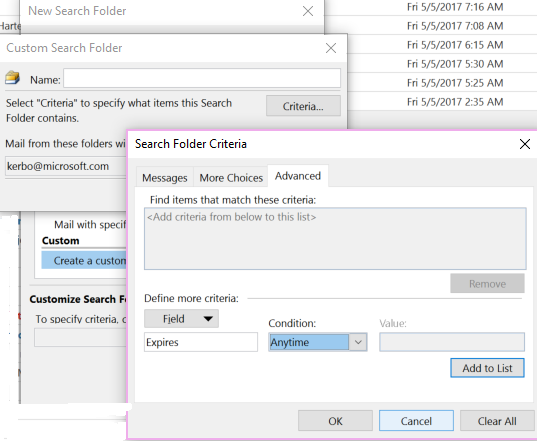 New Search Folder
Fri 5/5/2017 7:16 AM
Harte
Fri 5/5/2017 7:08 AM
Custom Search Folder
Fri 5/5/2017 6:15 AM
Fri 5/5/2017 5:30 AM
Name:
Fri 5/5/2017 5:25 AM
Select "Criteria" to specify what items this Search
Folder contains.
Criteria...
Fri 5/5/2017 2:35 AM
Mail from these folders wi
kerbo@microsoft.com
Search Folder Criteria
Messages
More Choices
Advanced
Find items that match these criteria:
<Add criteria from below to this list>
Remove
Mail with specif
Custom
Create a custom
Customize Search Fo
To specify criteria, c
Define more criteria:
Field
Condition:
Value:
Expires
Anytime
Add to List
OK
Cancel
Clear All